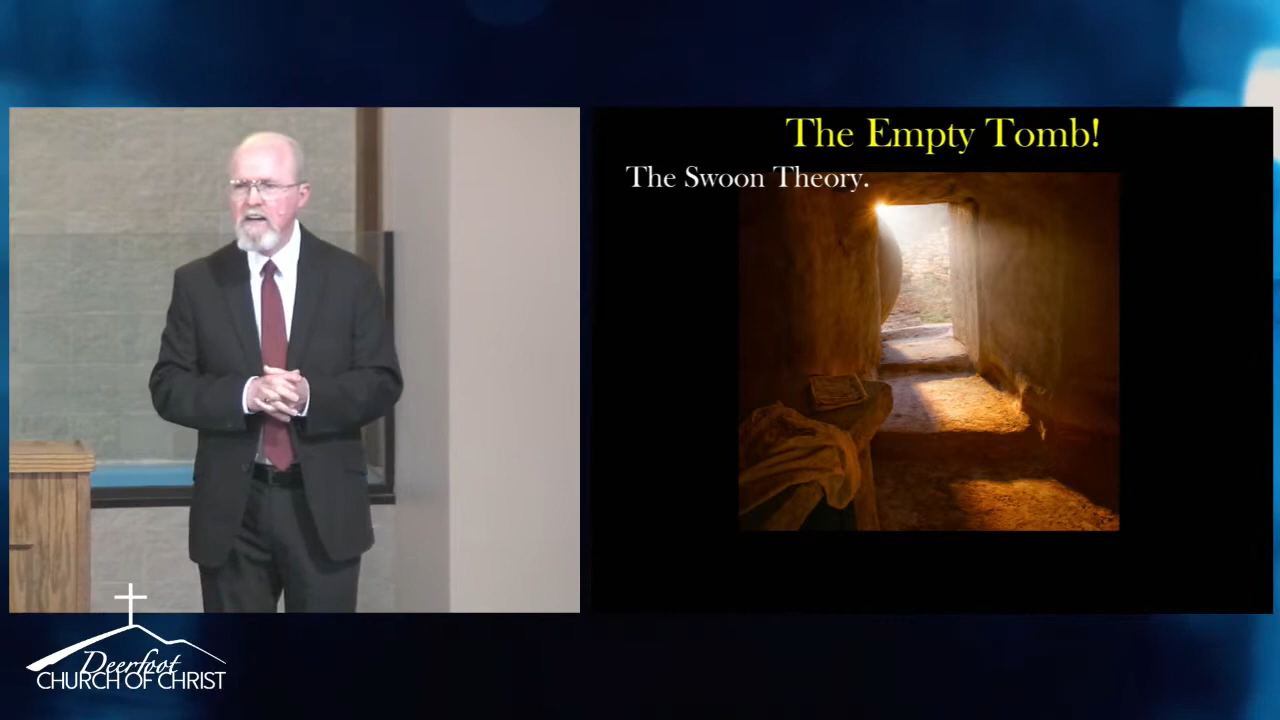 The Empty Tomb!
The Swoon Theory.
Deerfoot
CHURCH OF CHRIST